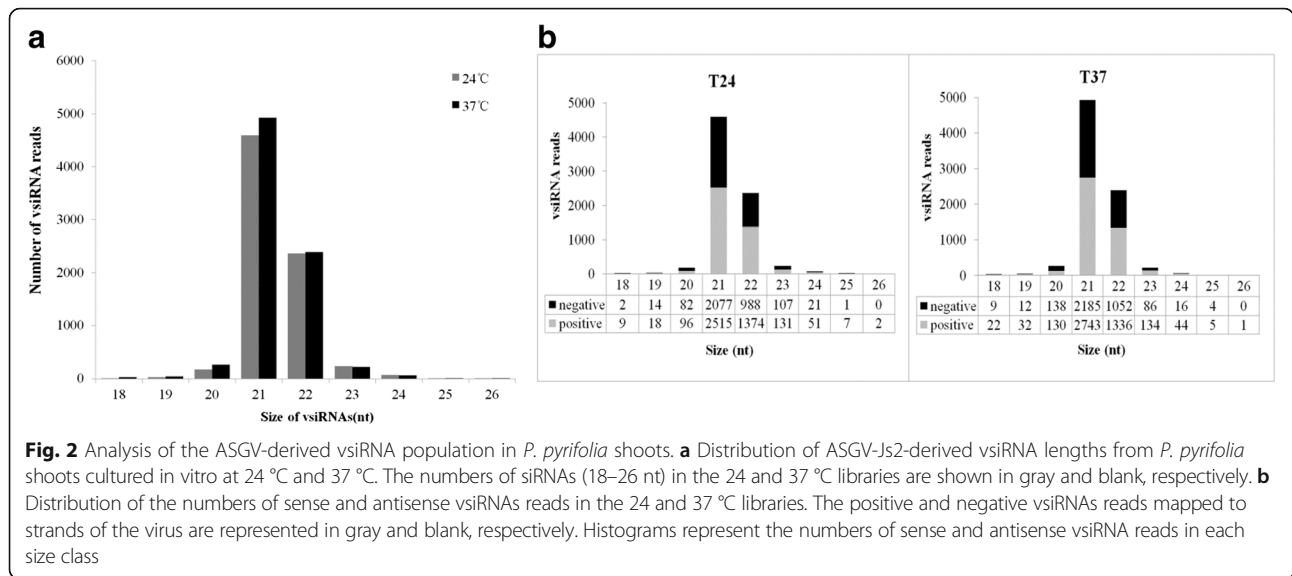 a
6000
5000
4000
3000
2000
1000
0
Number of vsiRNA reads
24℃
37℃
18 19 20 21 22 23 24 25 26
Size of vsiRNAs(nt)
b
T24
5000
4000
3000
2000
1000
0
vsiRNA reads
18 19 20 21 22 23 24 25 26
negative 2 14 82 2077 988 107 21 1 0
positive 9 18 96 2515 1374 131 51 7 2
Size (nt)
T37
5000
4000
3000
2000
1000
0
vsiRNA reads
18 19 20 21 22 23 24 25 26
negative 9 12 138 2185 1052 86 16 4 0
positive 22 32 130 2743 1336 134 44 5 1
Size (nt)
Fig. 2 Analysis of the ASGV-derived vsiRNA population in P. pyrifolia shoots. a Distribution of ASGV-Js2-derived vsiRNA lengths from P. pyrifolia
shoots cultured in vitro at 24 °C and 37 °C. The numbers of siRNAs (18–26 nt) in the 24 and 37 °C libraries are shown in gray and blank, respectively. b
Distribution of the numbers of sense and antisense vsiRNAs reads in the 24 and 37 °C libraries. The positive and negative vsiRNAs reads mapped to
strands of the virus are represented in gray and blank, respectively. Histograms represent the numbers of sense and antisense vsiRNA reads in each
size class